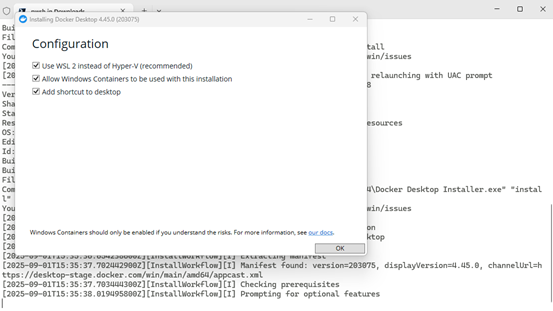 pwsh in Downloads
Installing Docker Desktop 4.45.0 (203075)
Configuration
Use WSL 2 instead of Hyper-V (recommended)
Allow Windows Containers to be used with this installation
Add shortcut to desktop
Windows Containers should only be enabled if you understand the risks. For more information, see our docs.
OK
Bui
Fil
Com
tall
You
win/issues
[20
[20
relaunching with UAC prompt
Ver
8
Sha
Sta
Res
esources
OS:
Edi
Id:
Bui
Bui
Fil
Com
4\Docker Desktop Installer.exe" "instal
l"
You
win/issues
[20
[20
on
[20
ktop
[20
[2025-09-01T15:35:36.654236600Z][InstallWorkflow][I] Extracting manifest
[2025-09-01T15:35:37.702442900Z][InstallWorkflow][I] Manifest found: version=203075, displayVersion=4.45.0, channelUrl=h
ttps://desktop-stage.docker.com/win/main/amd64/appcast.xml
[2025-09-01T15:35:37.703444300Z][InstallWorkflow][I] Checking prerequisites
[2025-09-01T15:35:38.019495800Z][InstallWorkflow][I] Prompting for optional features